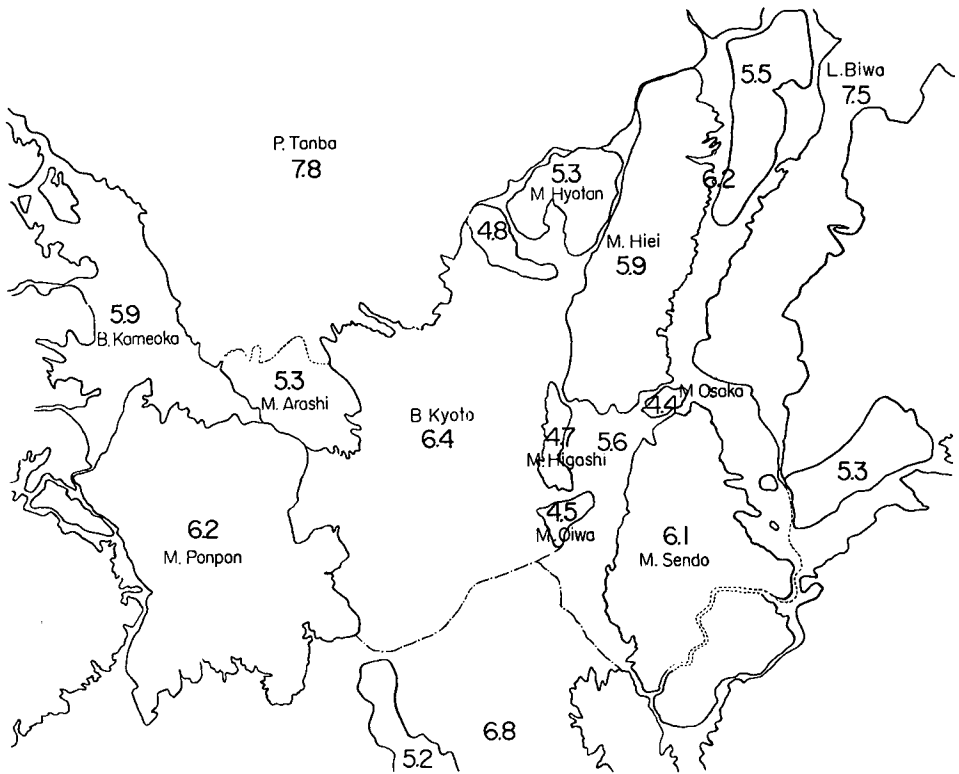 5.5
L. Biwa
7.5
P. Tanba
7.8
5.3
M. Hyotan
6.2
4.8
M. Hiei
5.9
5.9
B. Kameoka
5.3
M. Arashi
M. Osaka
4.4
B Kyoto
6.4
4.7
M. Higashi
5.6
5.3
4.5
M. Oiwa
6.2
M. Ponpon
6.1
M. Sendo
6.8
5.2